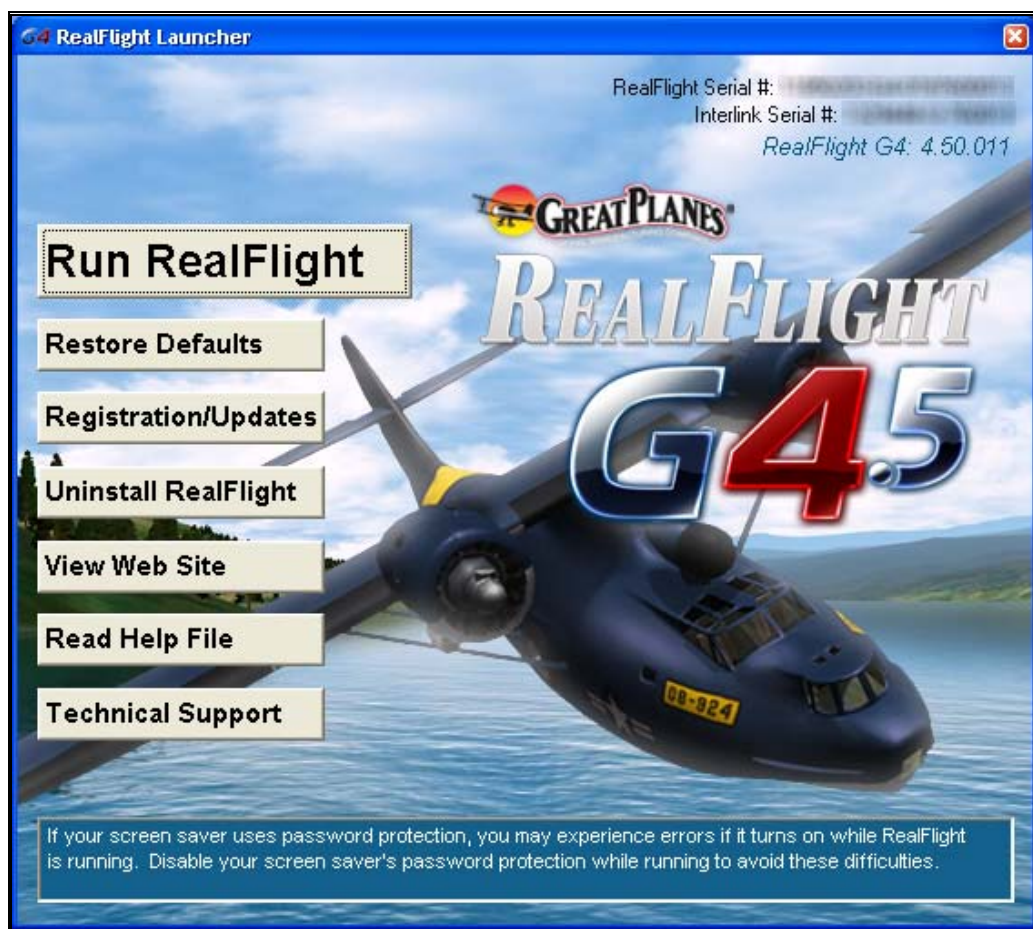 G4 RealFlight Launcher
RealFlight Serial #:
Interlink Serial #:
RealFlight G4: 4.50.011
GREATPLANES
REALFLIGHT
G4.5
Run RealFlight
Restore Defaults
Registration/Updates
Uninstall RealFlight
View Web Site
Read Help File
Technical Support
08-924
If your screen saver uses password protection, you may experience errors if it turns on while RealFlight
is running.  Disable your screen saver's password protection while running to avoid these difficulties.